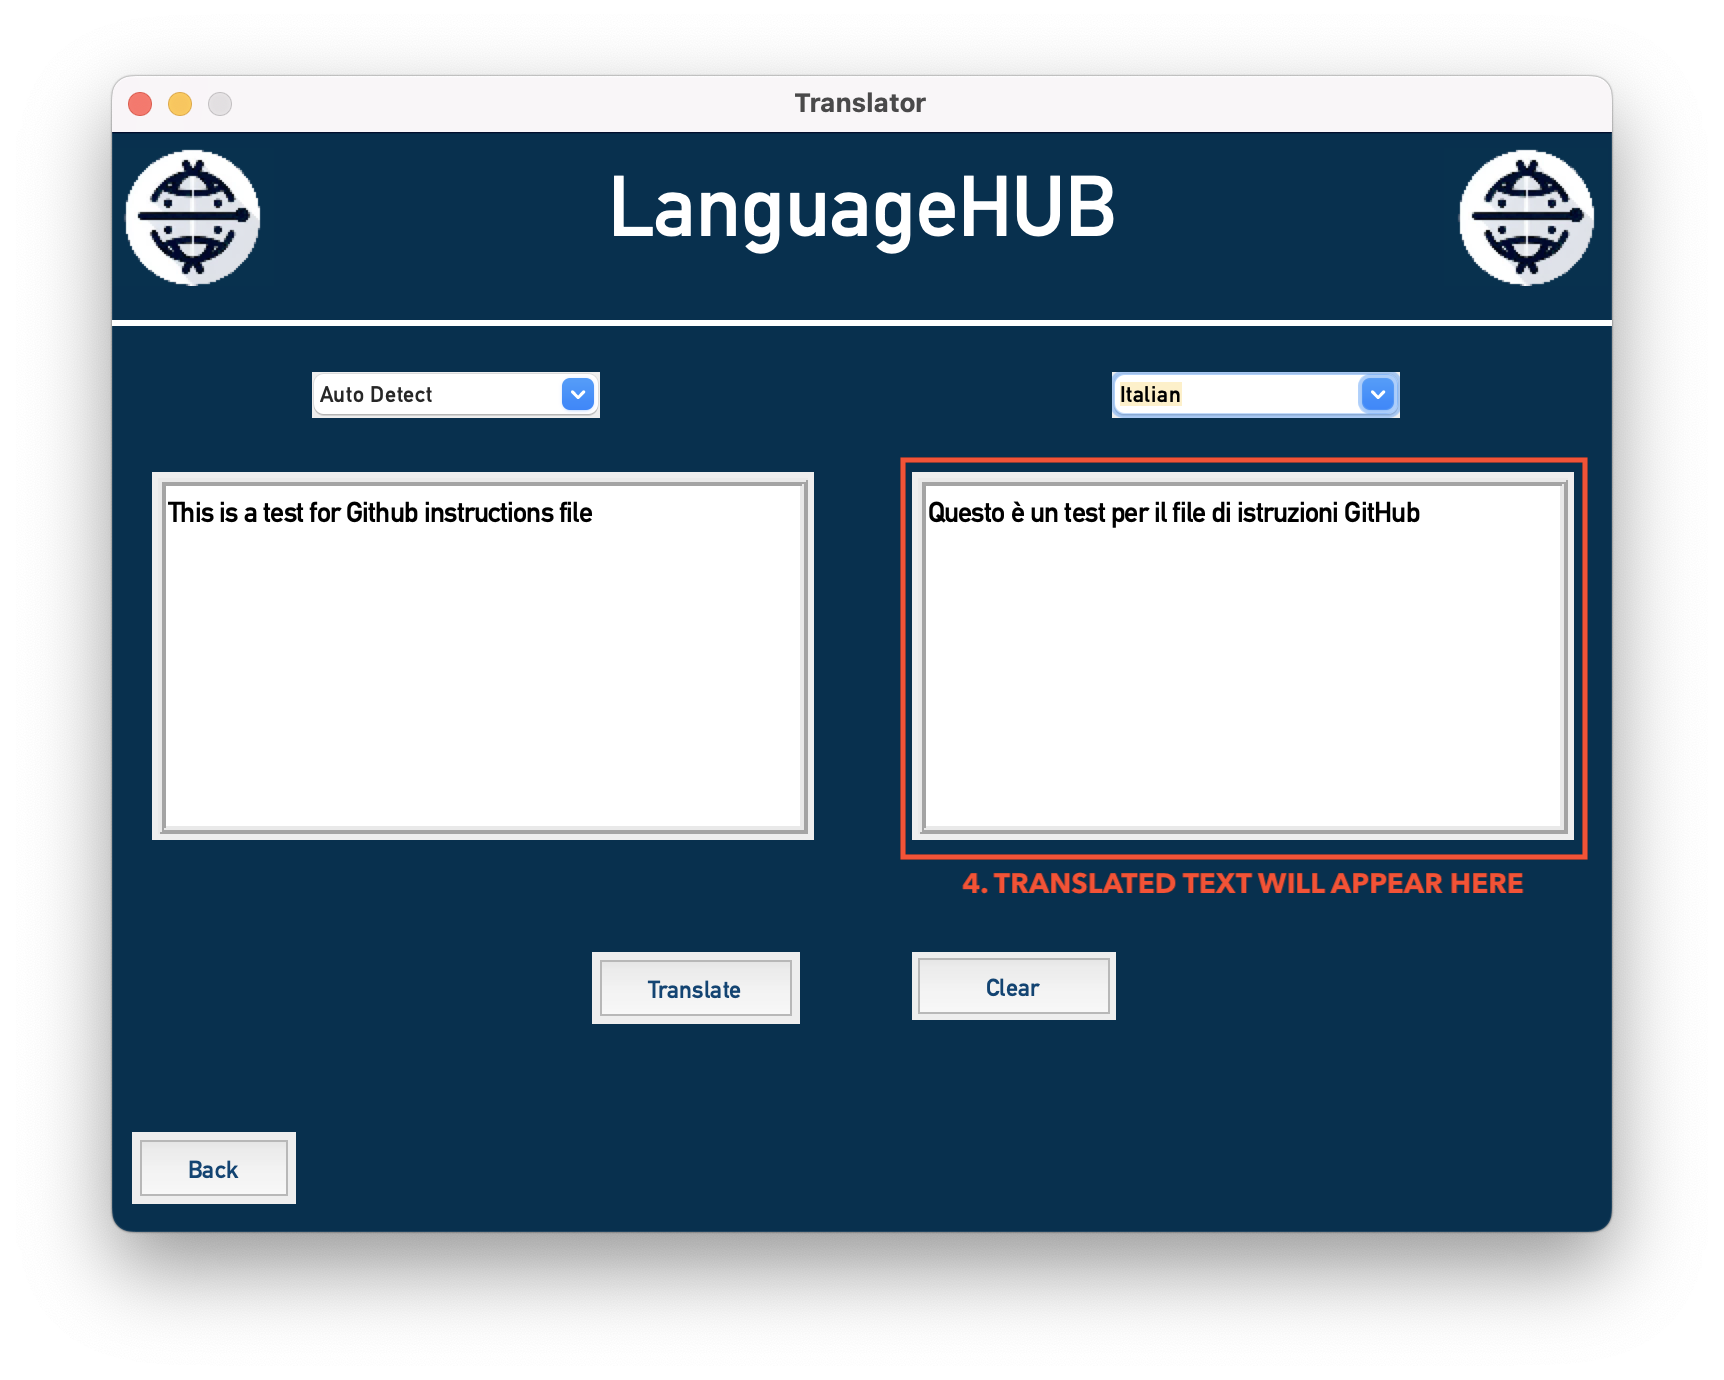 Translator
LanguageHUB
Auto Detect
Italian
This is a test for Github instructions file
Questo è un test per il file di istruzioni GitHub
4. TRANSLATED TEXT WILL APPEAR HERE
Translate
Clear
Back